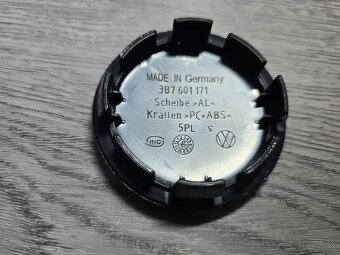 MADE IN Germany
3B7 601 171
Scheibe >AL<
Krallen >PC+ABS<
5PL